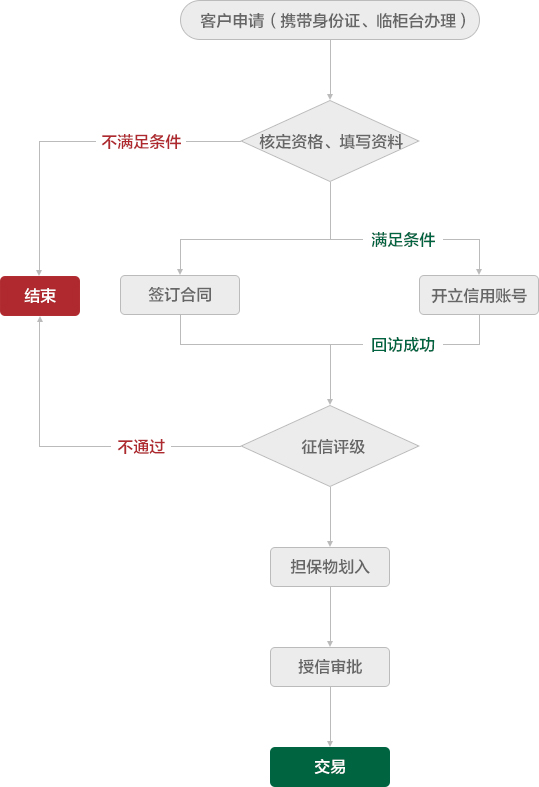 客户申请（携带身份证、临柜台办理）
核定资格、填写资料
不满足条件
满足条件
结束
签订合同
开立信用账号
回访成功
不通过
征信评级
担保物划入
授信审批
交易